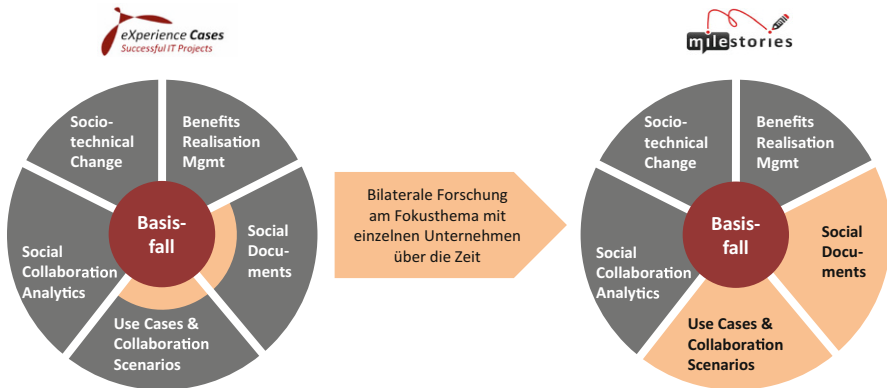 eXperience Cases
Successful IT Projects
milestories
Socio-
technical
Change
Benefits
Realisation
Mgmt
Basis-
fall
Social
Docu-
ments
Social
Collaboration
Analytics
Use Cases &
Collaboration
Scenarios
Bilaterale Forschung
am Fokusthema mit
einzelnen Unternehmen
über die Zeit
Socio-
technical
Change
Benefits
Realisation
Mgmt
Basis-
fall
Social
Docu-
ments
Social
Collaboration
Analytics
Use Cases &
Collaboration
Scenarios